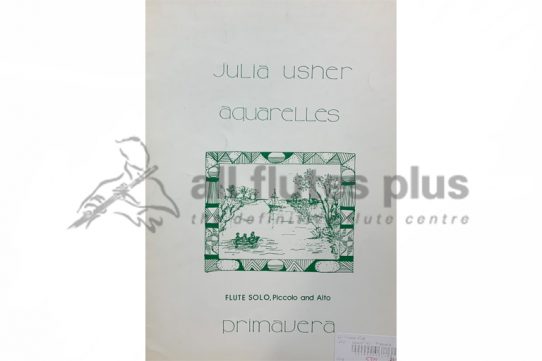 Julia Usher
aquarelles
all flutes plus
the definitive flute centre
FLUTE SOLO, Piccolo and Alto
primavera